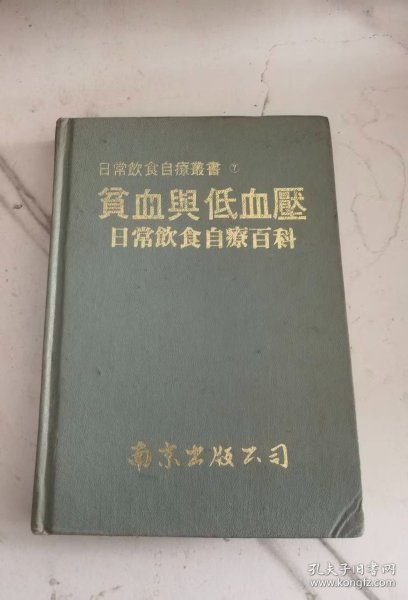 日常飲食自療叢書 ⑦
貧血與低血壓
日常飲食自療百科
南京出版公司
孔夫子旧书网
www.kongfz.com